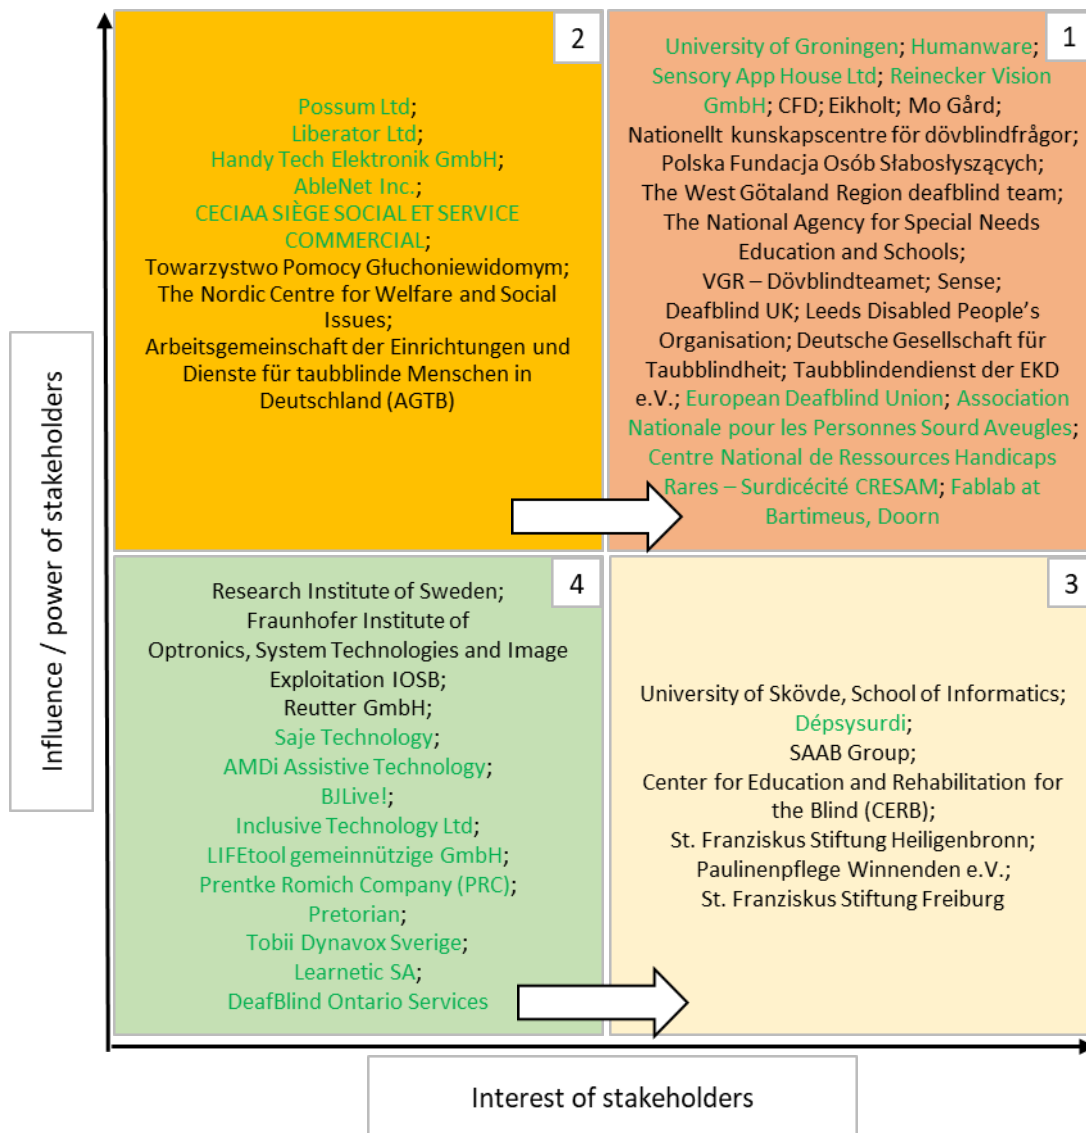 2
Possum Ltd;
Liberator Ltd;
Handy Tech Elektronik GmbH;
AbleNet Inc.;
CECIAA SIÈGE SOCIAL ET SERVICE
COMMERCIAL;
Towarzystwo Pomocy Głuchoniewidomym;
The Nordic Centre for Welfare and Social
Issues;
Arbeitsgemeinschaft der Einrichtungen und
Dienste für taubblinde Menschen in
Deutschland (AGTB)
1
University of Groningen; Humanware;
Sensory App House Ltd; Reinecker Vision
GmbH; CFD; Eikholt; Mo Gård;
Nationellt kunskapscentre för dövblindfrågor;
Polska Fundacja Osób Słabosłyszących;
The West Götaland Region deafblind team;
The National Agency for Special Needs
Education and Schools;
VGR – Dövblindteamet; Sense;
Deafblind UK; Leeds Disabled People's
Organisation; Deutsche Gesellschaft für
Taubblindheit; Taubblindendienst der EKD
e.V.; European Deafblind Union; Association
Nationale pour les Personnes Sourd Aveugles;
Centre National de Ressources Handicaps
Rares – Surdicécité CRESAM; Fablab at
Bartimeus, Doorn
4
Research Institute of Sweden;
Fraunhofer Institute of
Optronics, System Technologies and Image
Exploitation IOSB;
Reutter GmbH;
Saje Technology;
AMDi Assistive Technology;
BJLive!;
Inclusive Technology Ltd;
LIFEtool gemeinnützige GmbH;
Prentke Romich Company (PRC);
Pretorian;
Tobii Dynavox Sverige;
Learnetic SA;
DeafBlind Ontario Services
3
University of Skövde, School of Informatics;
Dépsysurdi;
SAAB Group;
Center for Education and Rehabilitation for
the Blind (CERB);
St. Franziskus Stiftung Heiligenbronn;
Paulinenpflege Winnenden e.V.;
St. Franziskus Stiftung Freiburg
Influence / power of stakeholders
Interest of stakeholders